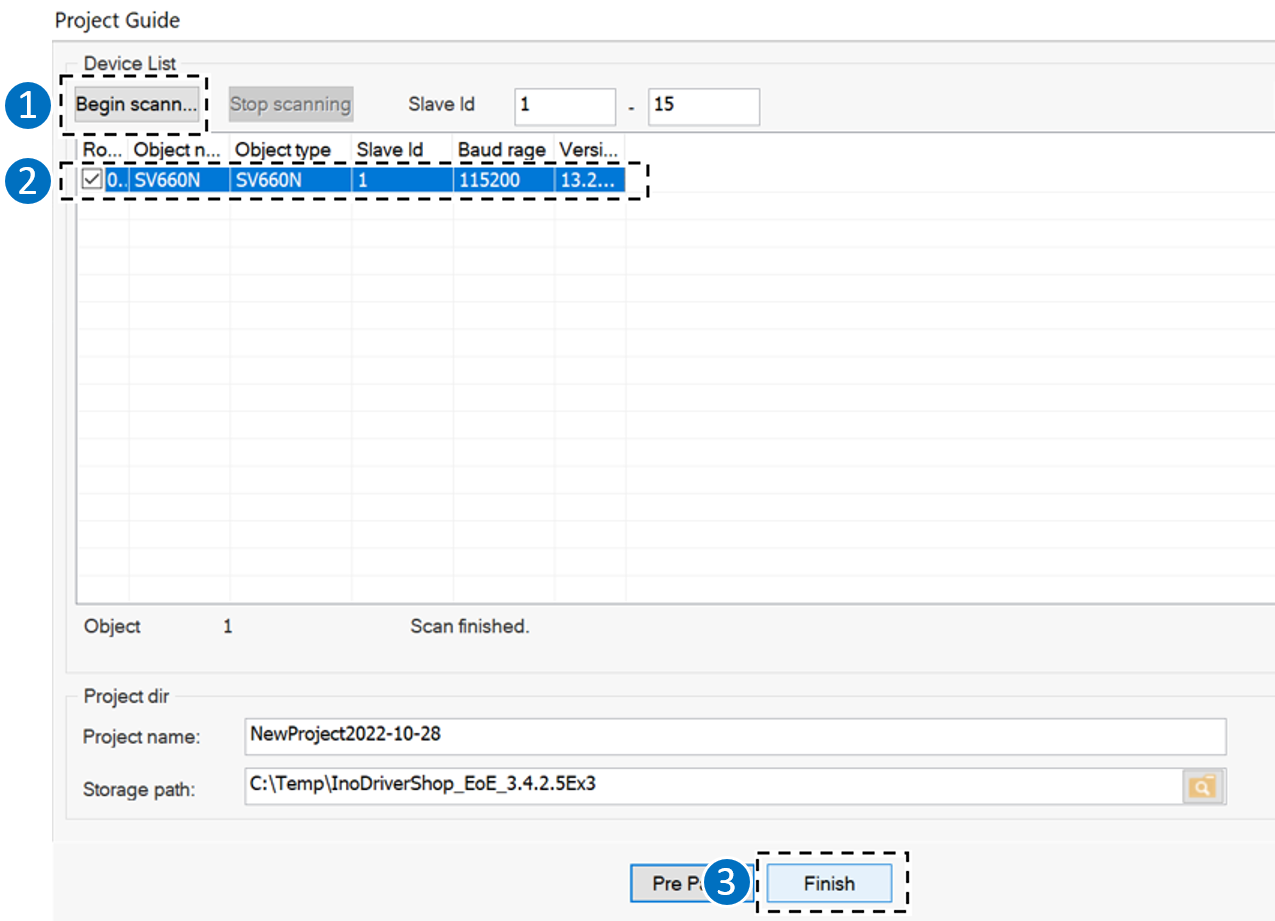 Project Guide
Device List
1 Begin scann... Stop scanning Slave Id 1 - 15
Ro... Object n... Object type Slave Id Baud rage Versi...
2 0.. SV660N SV660N 1 115200 13.2...
Object 1 Scan finished.
Project dir
Project name: NewProject2022-10-28
Storage path: C:\Temp\InoDriverShop_EoE_3.4.2.5Ex3
Pre 3 Finish